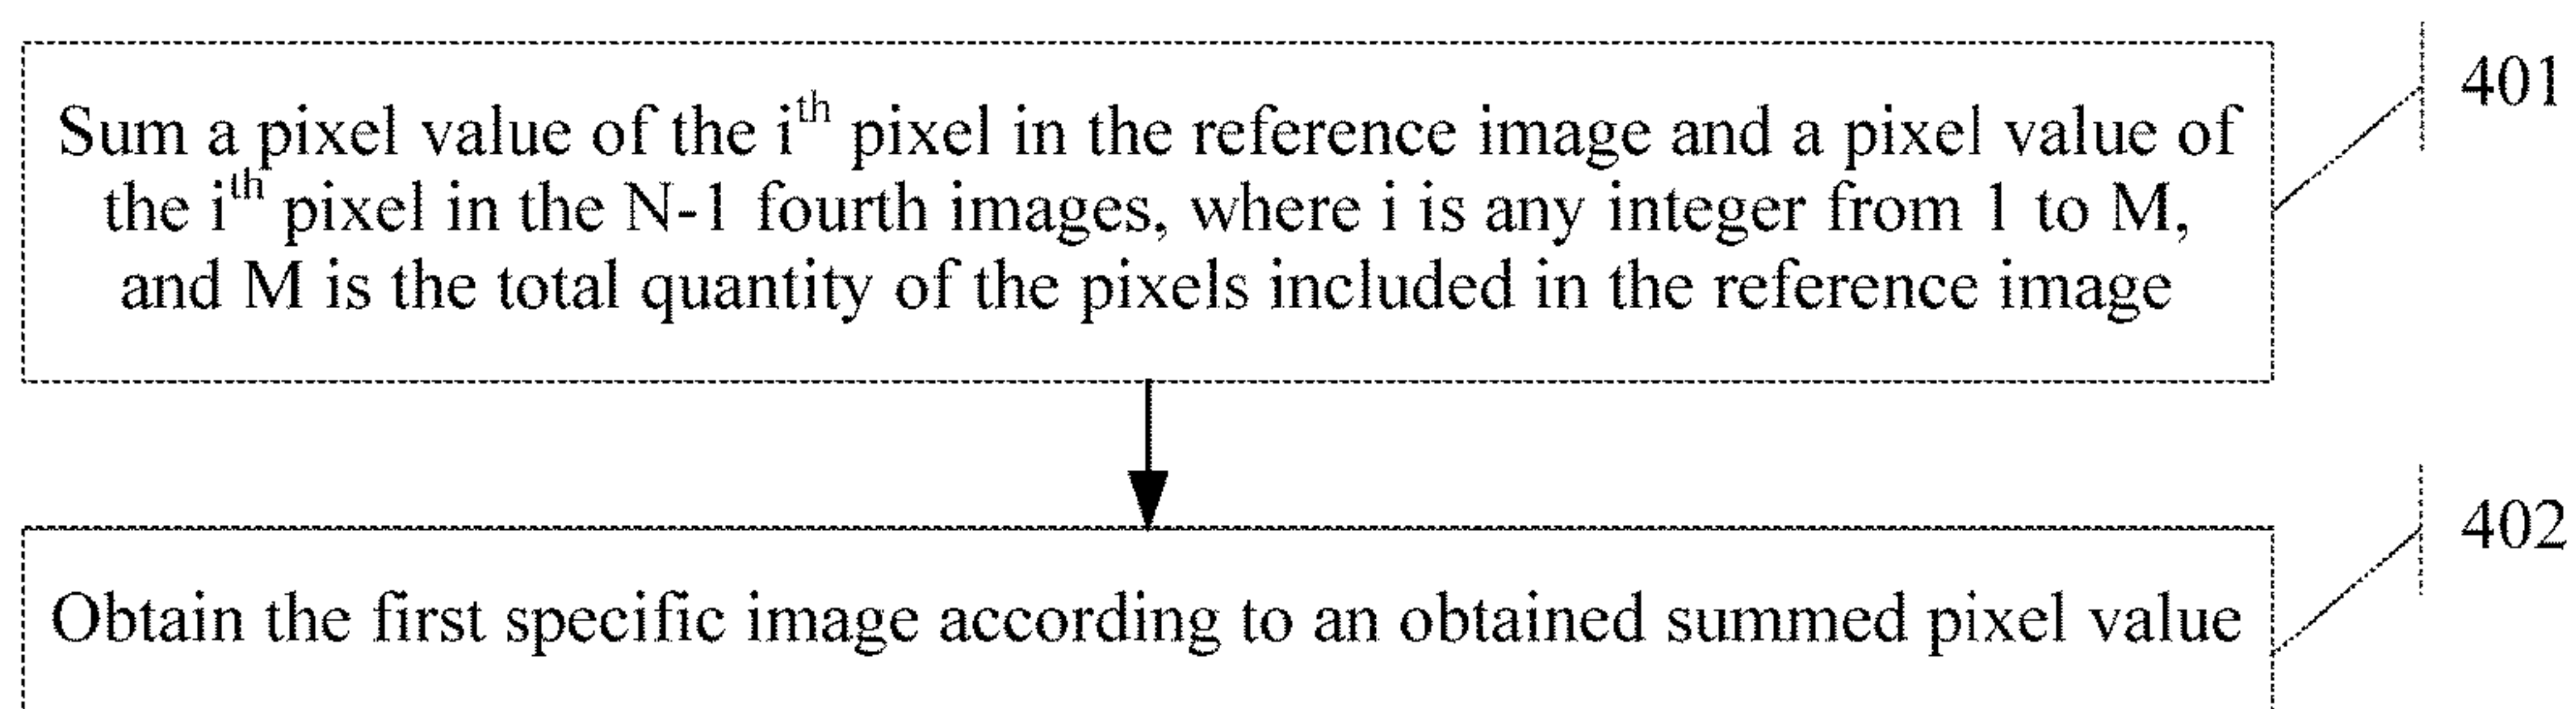 401
Sum a pixel value of the iᵗʰ pixel in the reference image and a pixel value of
the iᵗʰ pixel in the N-1 fourth images, where i is any integer from 1 to M,
and M is the total quantity of the pixels included in the reference image
402
Obtain the first specific image according to an obtained summed pixel value